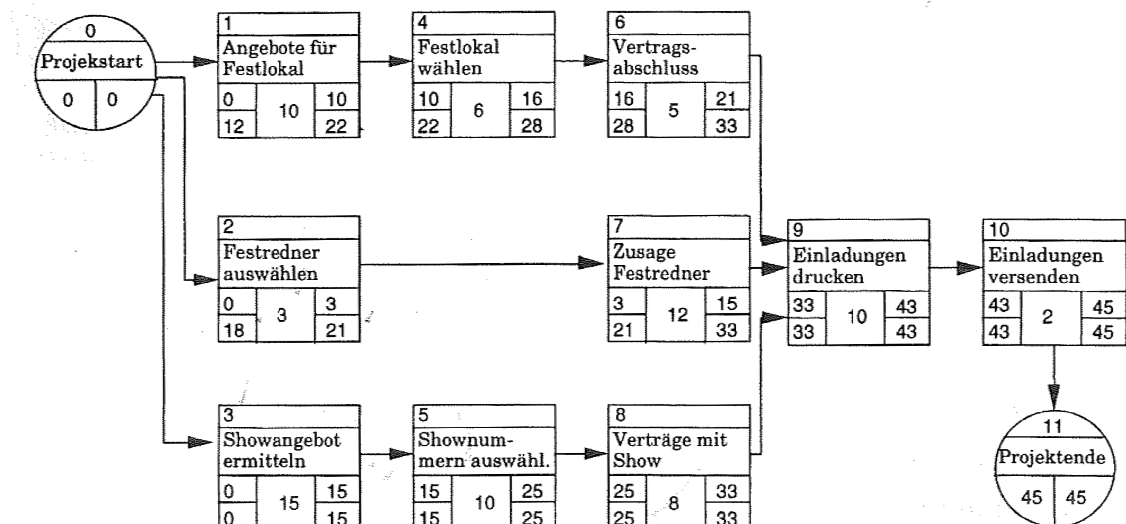 0
Projekstart
0 0
1
Angebote für
Festlokal
0 10 10
12 22
4
Festlokal
wählen
10 6 16
22 28
6
Vertrags-
abschluss
16 5 21
28 33
2
Festredner
auswählen
0 3 3
18 21
7
Zusage
Festredner
3 12 15
21 33
9
Einladungen
drucken
33 10 43
33 43
10
Einladungen
versenden
43 2 45
43 45
3
Showangebot
ermitteln
0 15 15
0 15
5
Shownum-
mern auswähl.
15 10 25
15 25
8
Verträge mit
Show
25 8 33
25 33
11
Projektende
45 45